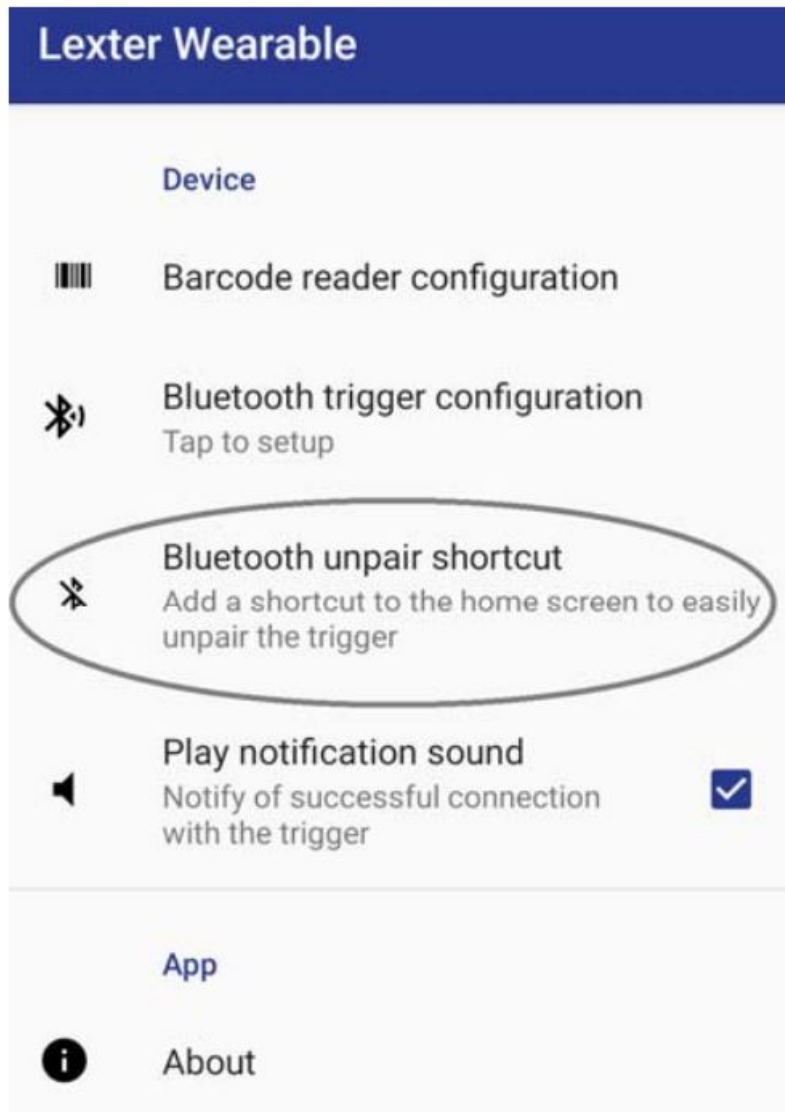 Lexter Wearable
Device
Barcode reader configuration
Bluetooth trigger configuration
Tap to setup
Bluetooth unpair shortcut
Add a shortcut to the home screen to easily
unpair the trigger
Play notification sound
Notify of successful connection
with the trigger
App
About